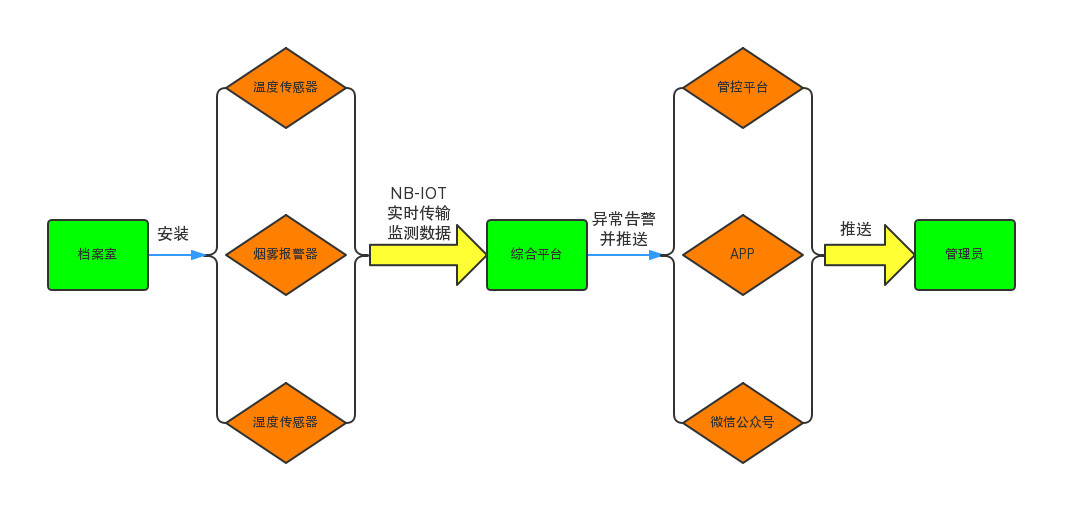 档案室
安装
温度传感器
烟雾报警器
湿度传感器
NB-IOT
实时传输
监测数据
综合平台
异常告警
并推送
管控平台
APP
微信公众号
推送
管理员